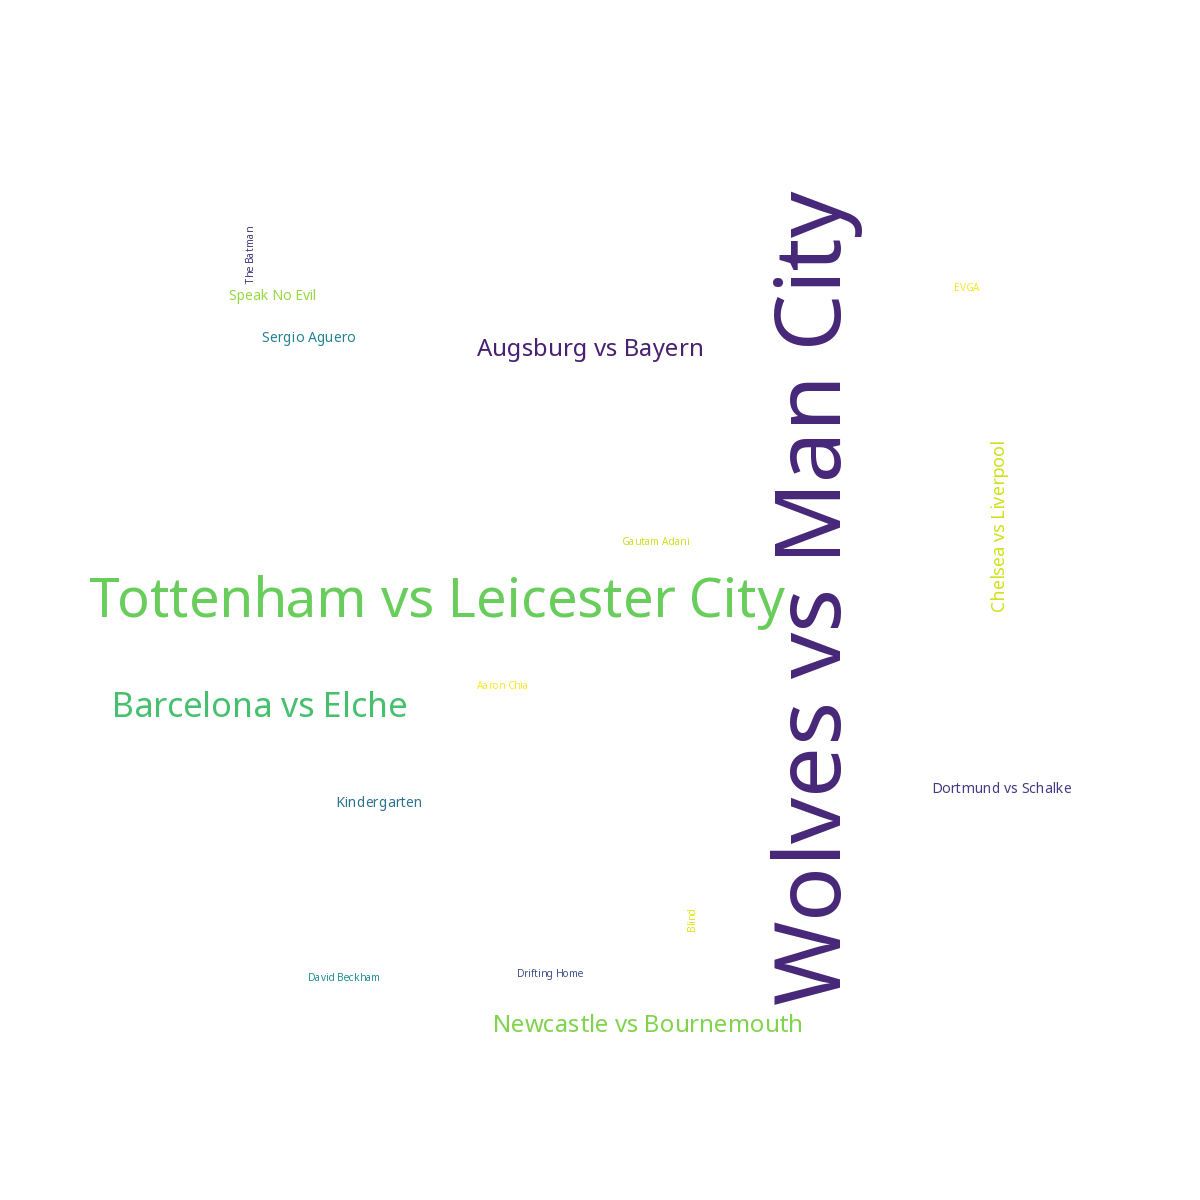 Wolves vs Man City
The Batman
Speak No Evil
EVGA
Sergio Aguero
Augsburg vs Bayern
Chelsea vs Liverpool
Gautam Adani
Tottenham vs Leicester City
Aaron Chia
Barcelona vs Elche
Dortmund vs Schalke
Kindergarten
Blind
Drifting Home
David Beckham
Newcastle vs Bournemouth